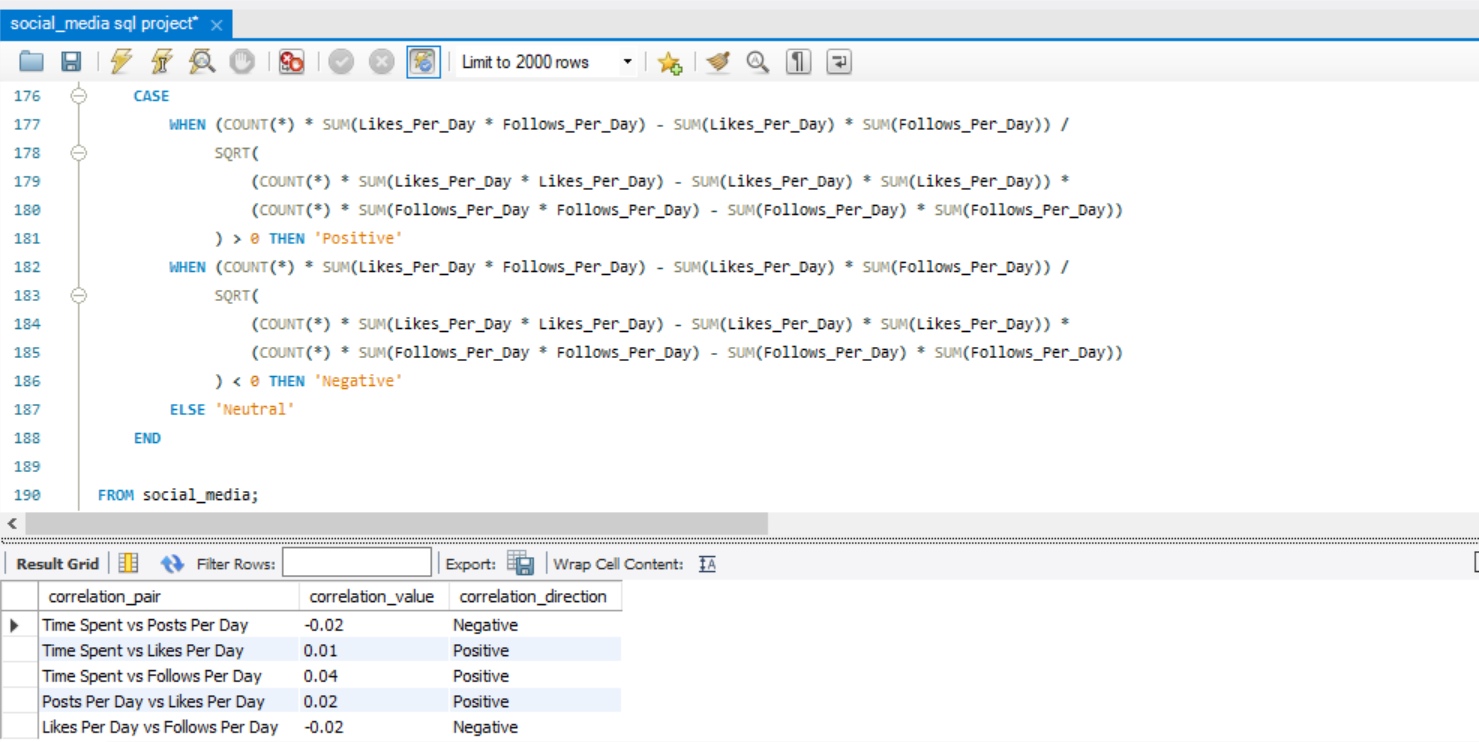 social_media sql project*
Limit to 2000 rows
176 CASE
177 WHEN (COUNT(*) * SUM(Likes_Per_Day * Follows_Per_Day) - SUM(Likes_Per_Day) * SUM(Follows_Per_Day)) /
178 SQRT(
179 (COUNT(*) * SUM(Likes_Per_Day * Likes_Per_Day) - SUM(Likes_Per_Day) * SUM(Likes_Per_Day)) *
180 (COUNT(*) * SUM(Follows_Per_Day * Follows_Per_Day) - SUM(Follows_Per_Day) * SUM(Follows_Per_Day))
181 ) > 0 THEN 'Positive'
182 WHEN (COUNT(*) * SUM(Likes_Per_Day * Follows_Per_Day) - SUM(Likes_Per_Day) * SUM(Follows_Per_Day)) /
183 SQRT(
184 (COUNT(*) * SUM(Likes_Per_Day * Likes_Per_Day) - SUM(Likes_Per_Day) * SUM(Likes_Per_Day)) *
185 (COUNT(*) * SUM(Follows_Per_Day * Follows_Per_Day) - SUM(Follows_Per_Day) * SUM(Follows_Per_Day))
186 ) < 0 THEN 'Negative'
187 ELSE 'Neutral'
188 END
189
190 FROM social_media;
Result Grid Filter Rows: Export: Wrap Cell Content:
correlation_pair correlation_value correlation_direction
Time Spent vs Posts Per Day -0.02 Negative
Time Spent vs Likes Per Day 0.01 Positive
Time Spent vs Follows Per Day 0.04 Positive
Posts Per Day vs Likes Per Day 0.02 Positive
Likes Per Day vs Follows Per Day -0.02 Negative